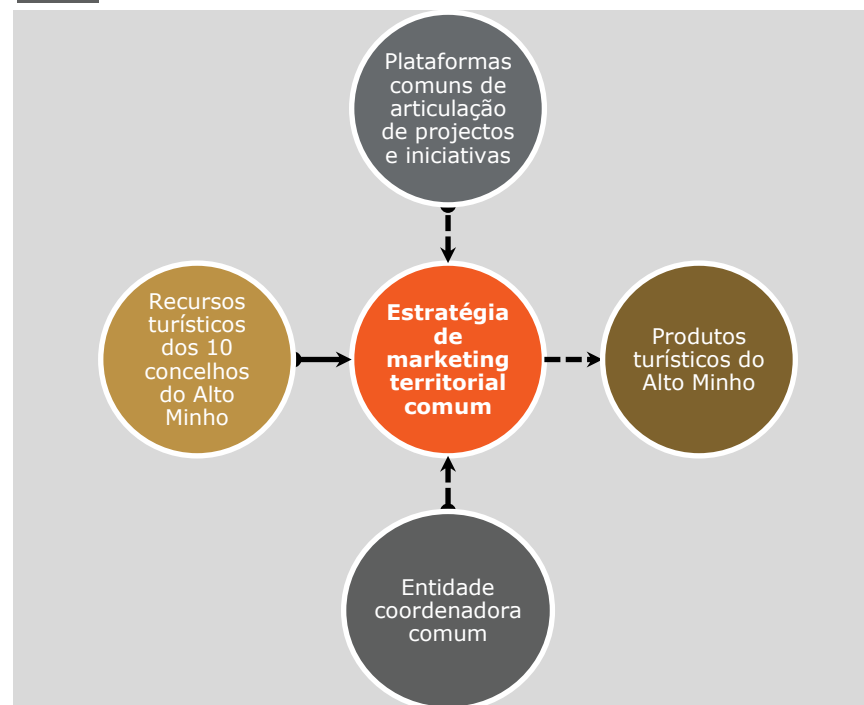 Plataformas
comuns de
articulação
de projectos
e iniciativas
Recursos
turísticos
dos 10
concelhos
do Alto
Minho
Estratégia
de
marketing
territorial
comum
Produtos
turísticos do
Alto Minho
Entidade
coordenadora
comum